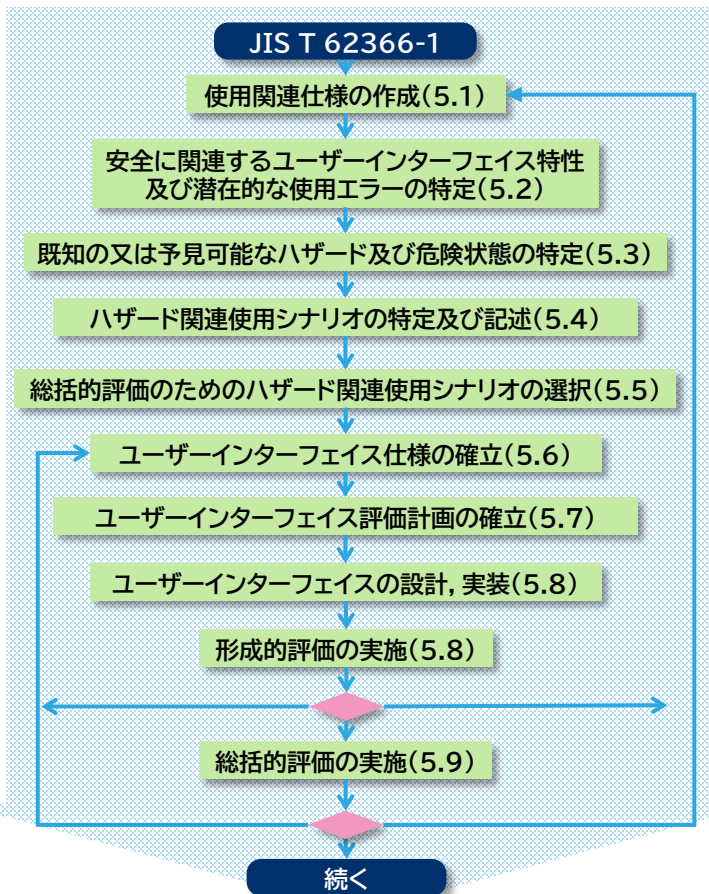 JIS T 62366-1
使用関連仕様の作成(5.1)
安全に関連するユーザーインターフェイス特性
及び潜在的な使用エラーの特定(5.2)
既知の又は予見可能なハザード及び危険状態の特定(5.3)
ハザード関連使用シナリオの特定及び記述(5.4)
総括的評価のためのハザード関連使用シナリオの選択(5.5)
ユーザーインターフェイス仕様の確立(5.6)
ユーザーインターフェイス評価計画の確立(5.7)
ユーザーインターフェイスの設計, 実装(5.8)
形成的評価の実施(5.8)
総括的評価の実施(5.9)
続く